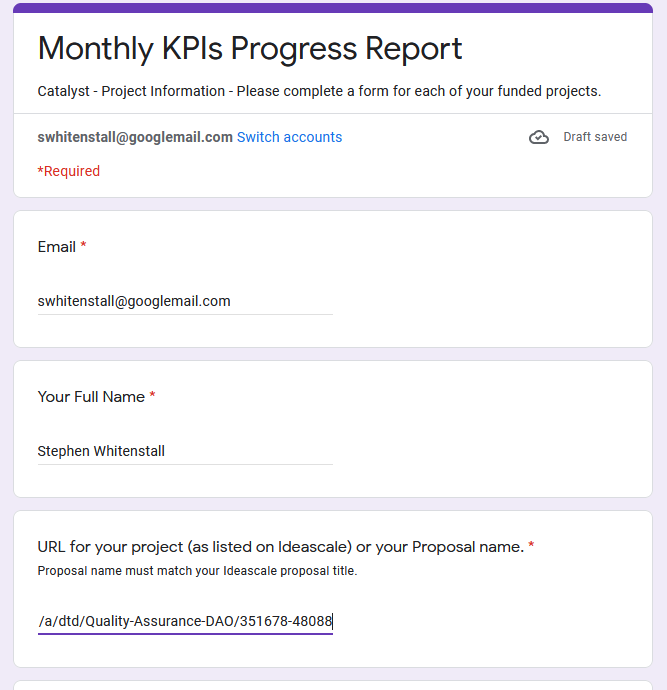 Monthly KPIs Progress Report
Catalyst - Project Information - Please complete a form for each of your funded projects.
swhitenstall@googlemail.com Switch accounts
Draft saved
*Required
Email *
swhitenstall@googlemail.com
Your Full Name *
Stephen Whitenstall
URL for your project (as listed on Ideascale) or your Proposal name. *
Proposal name must match your Ideascale proposal title.
/a/dtd/Quality-Assurance-DAO/351678-48088